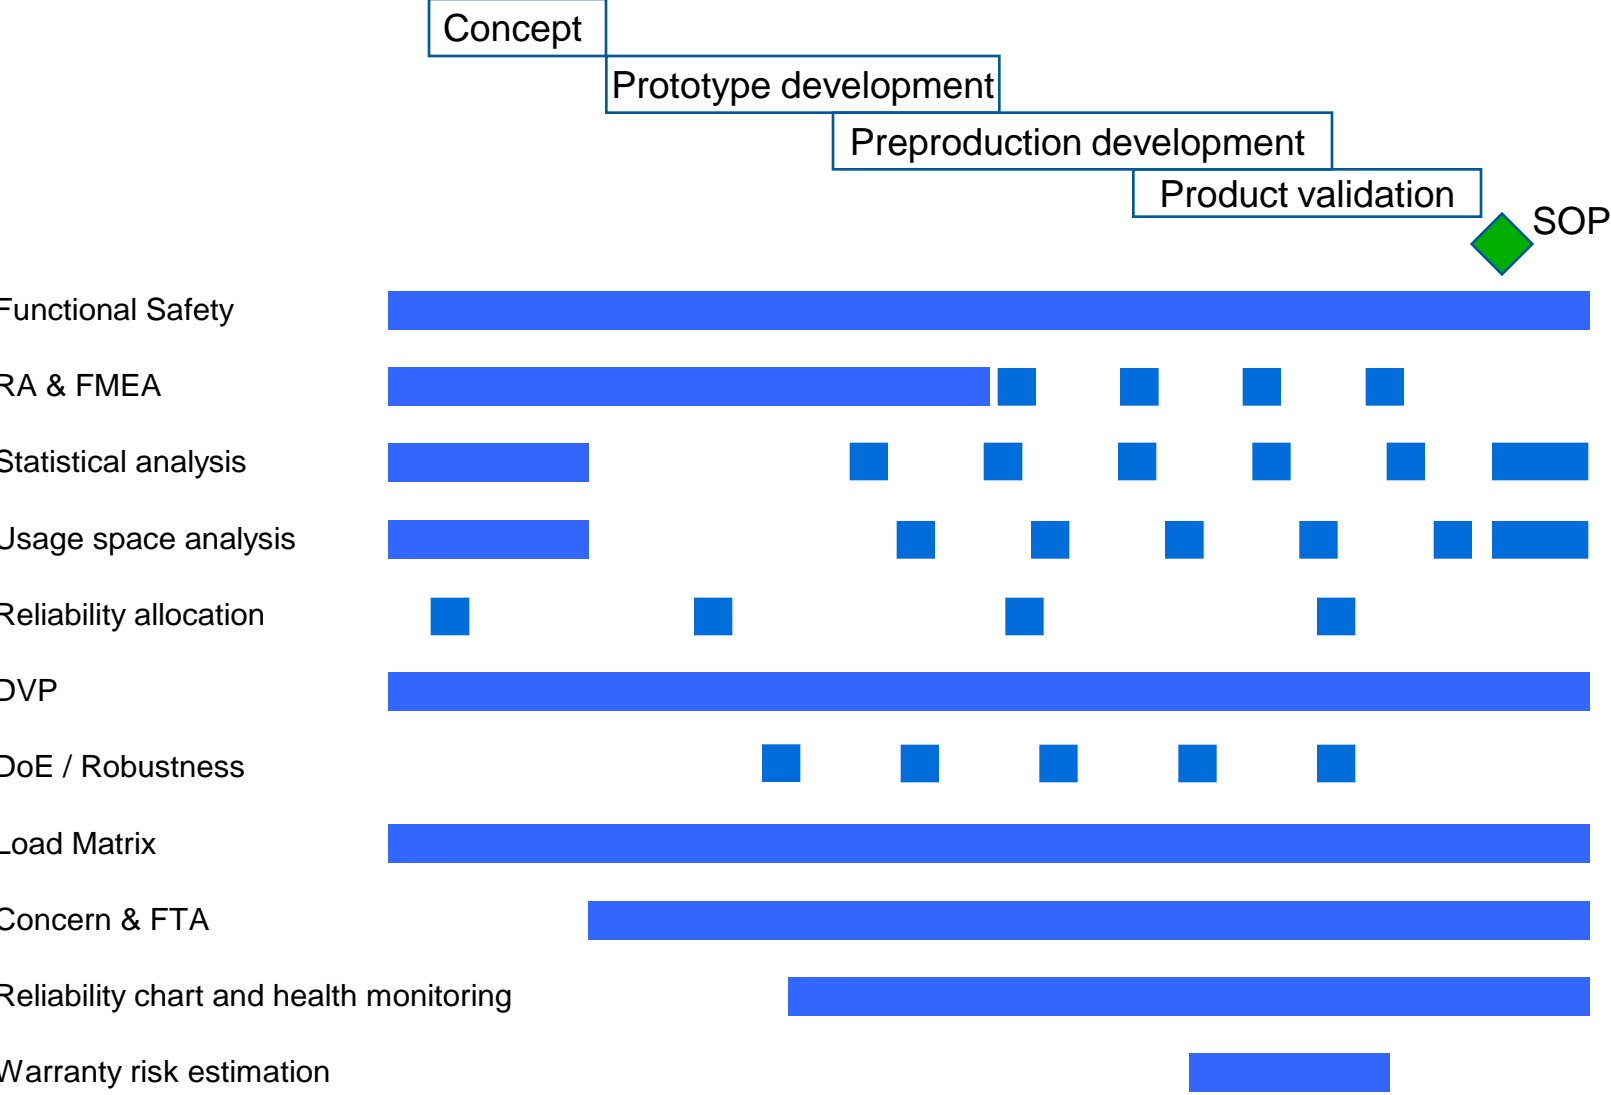 Concept
Prototype development
Preproduction development
Product validation
SOP
Functional Safety
RA & FMEA
Statistical analysis
Usage space analysis
Reliability allocation
DVP
DoE / Robustness
Load Matrix
Concern & FTA
Reliability chart and health monitoring
Warranty risk estimation